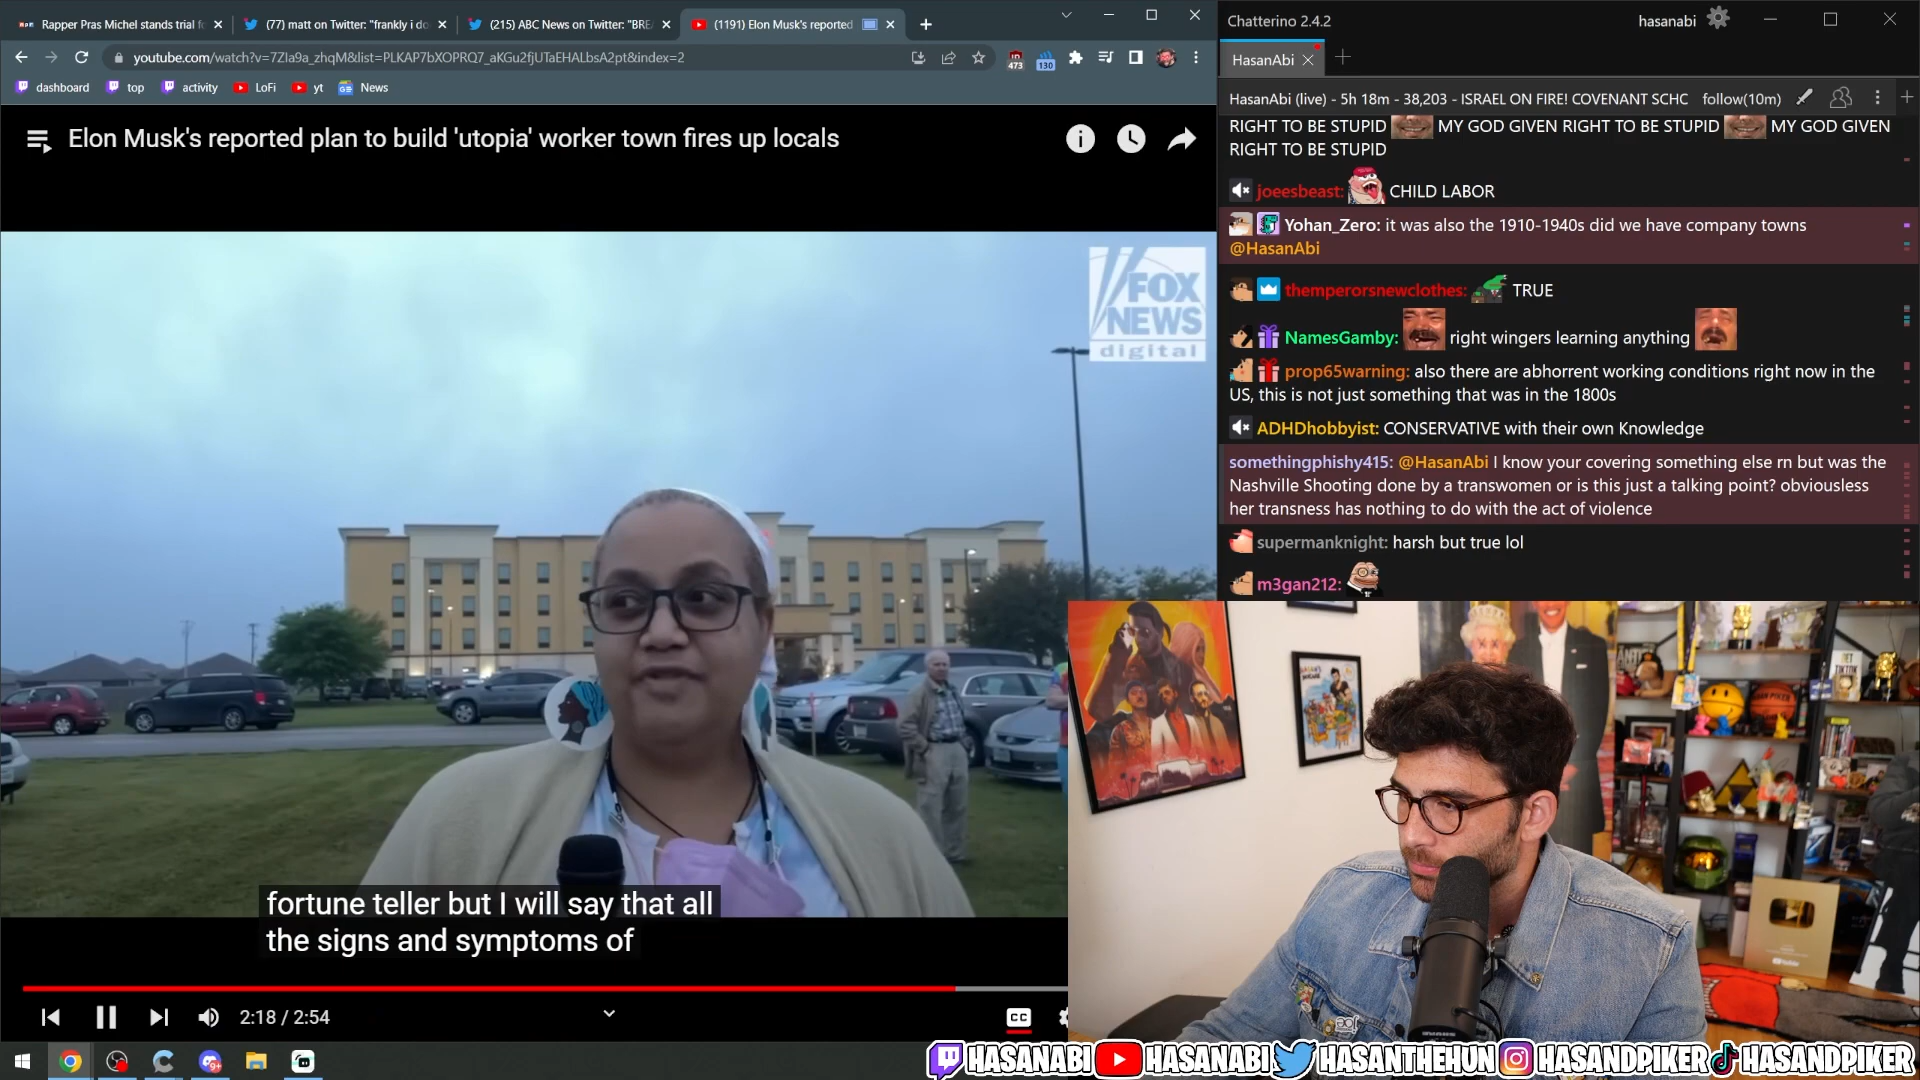 Rapper Pras Michel stands trial f
(77) matt on Twitter: "frankly i do
(215) ABC News on Twitter: "BRE
(1191) Elon Musk's reported
youtube.com/watch?v=7ZIa9a_zhqM&list=PLKAP7bXOPRQ7_aKGu2fjUTaEHALbsA2pt&index=2
473
130
dashboard
top
activity
LoFi
yt
News
Elon Musk's reported plan to build 'utopia' worker town fires up locals
FOX
NEWS
digital
fortune teller but I will say that all
the signs and symptoms of
2:18 / 2:54
CC
Chatterino 2.4.2
hasanabi
HasanAbi
HasanAbi (live) - 5h 18m - 38,203 - ISRAEL ON FIRE! COVENANT SCHC
follow(10m)
RIGHT TO BE STUPID MY GOD GIVEN RIGHT TO BE STUPID MY GOD GIVEN
RIGHT TO BE STUPID
joeesbeast: CHILD LABOR
Yohan_Zero: it was also the 1910-1940s did we have company towns
@HasanAbi
themperorsnewclothes: TRUE
NamesGamby: right wingers learning anything
prop65warning: also there are abhorrent working conditions right now in the
US, this is not just something that was in the 1800s
ADHDhobbyist: CONSERVATIVE with their own Knowledge
somethingphishy415: @HasanAbi I know your covering something else rn but was the
Nashville Shooting done by a transwomen or is this just a talking point? obviousless
her transness has nothing to do with the act of violence
supermanknight: harsh but true lol
m3gan212:
HASANABI
HASANABI
HASANTHEHUN
HASANDPIKER
HASANDPIKER